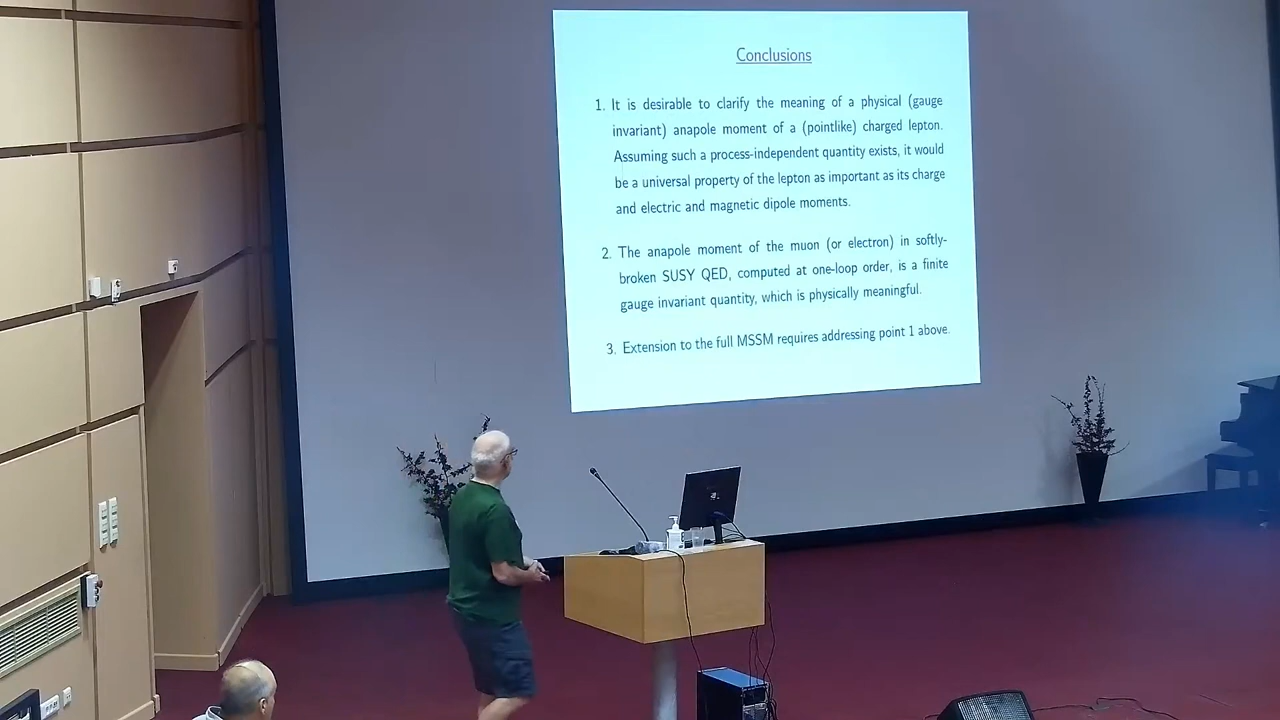 Conclusions
1. It is desirable to clarify the meaning of a physical (gauge
invariant) anapole moment of a (pointlike) charged lepton.
Assuming such a process-independent quantity exists, it would
be a universal property of the lepton as important as its charge
and electric and magnetic dipole moments.
2. The anapole moment of the muon (or electron) in softly-
broken SUSY QED, computed at one-loop order, is a finite
gauge invariant quantity, which is physically meaningful.
3. Extension to the full MSSM requires addressing point 1 above.